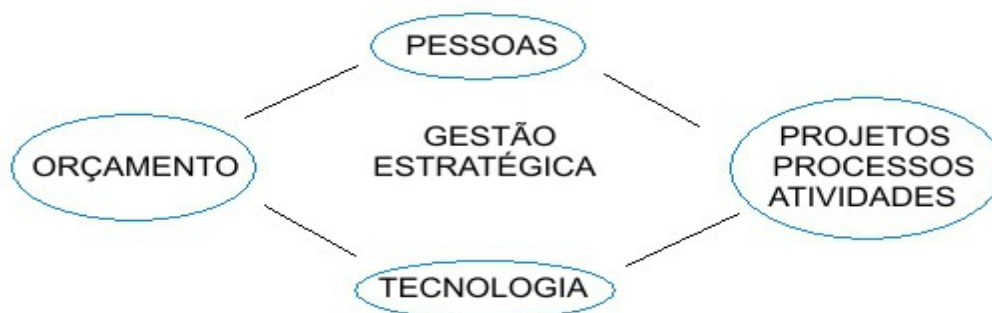 PESSOAS
ORÇAMENTO
GESTÃO
ESTRATÉGICA
PROJETOS
PROCESSOS
ATIVIDADES
TECNOLOGIA